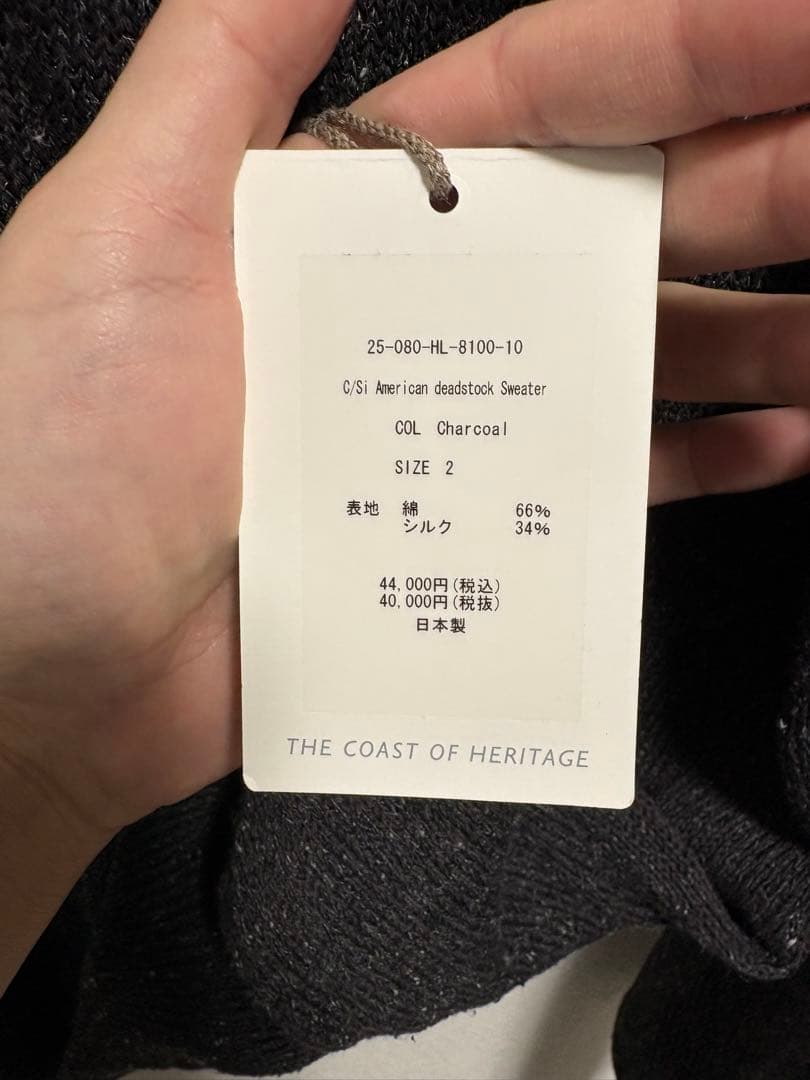 25-080-HL-8100-10
C/Si American deadstock Sweater
COL Charcoal
SIZE 2
表地 綿 66%
シルク 34%
44,000円(税込)
40,000円(税抜)
日本製
THE COAST OF HERITAGE